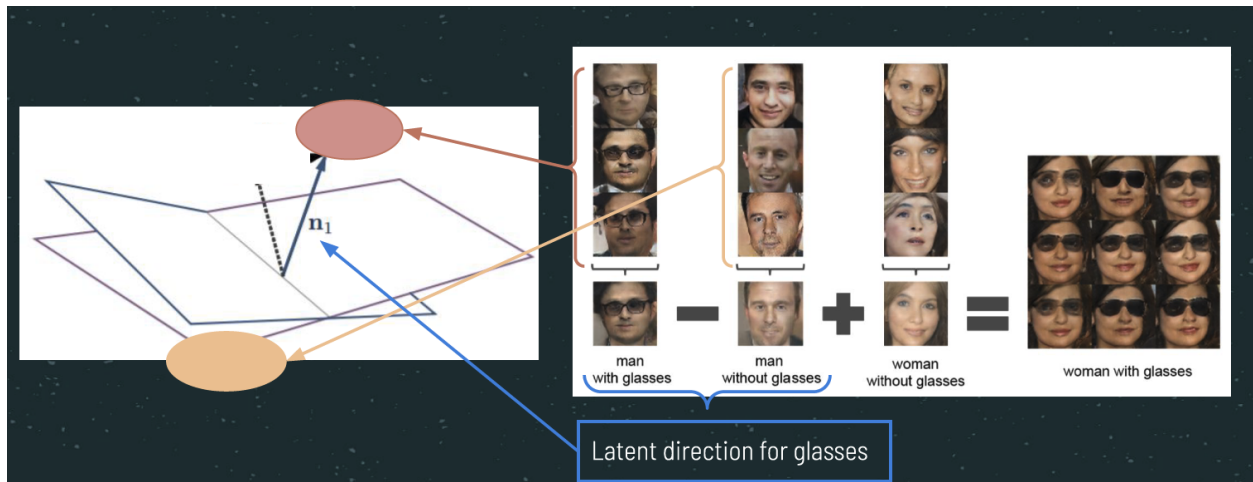 n₁
man
with glasses
man
without glasses
woman
without glasses
woman with glasses
Latent direction for glasses